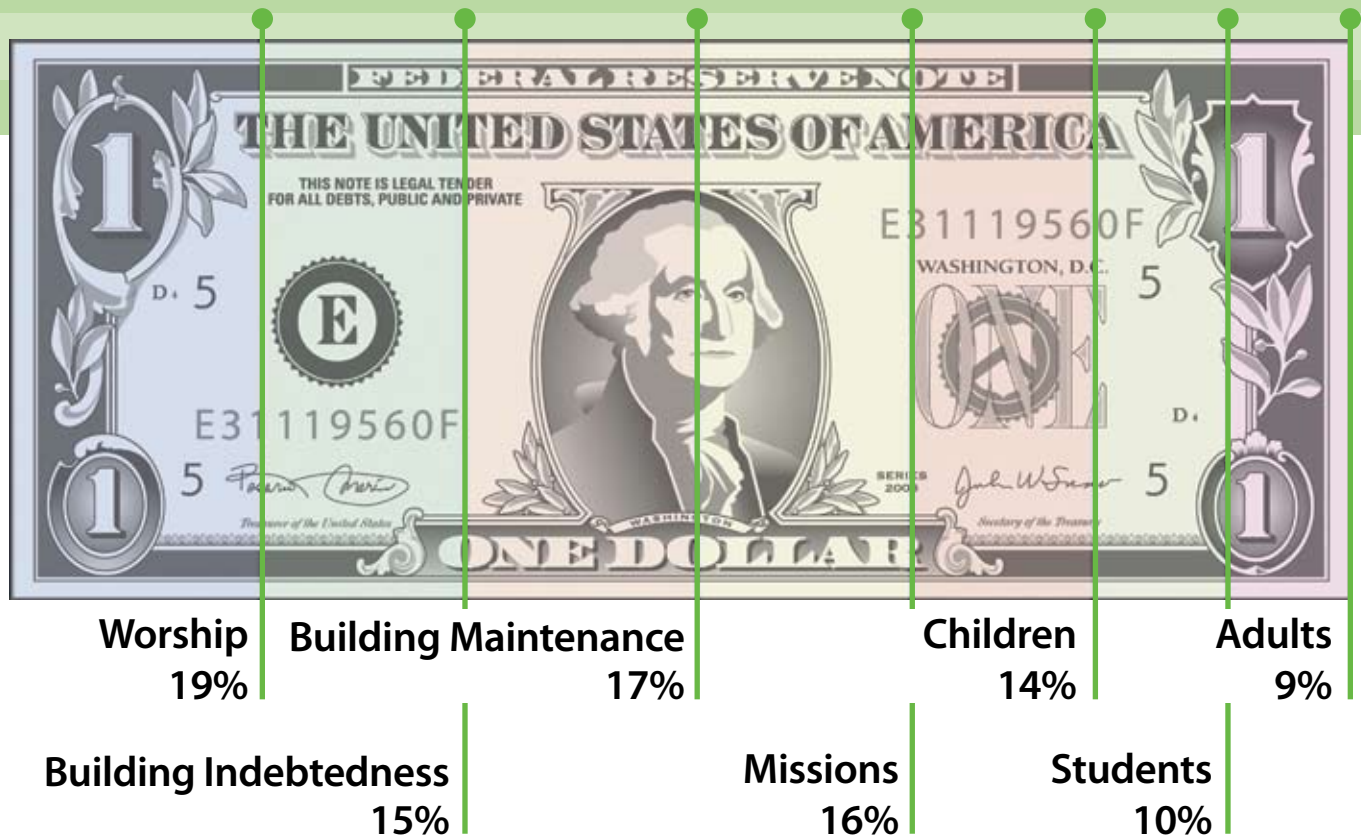 FEDERAL RESERVE NOTE
THE UNITED STATES OF AMERICA
THIS NOTE IS LEGAL TENDER
FOR ALL DEBTS, PUBLIC AND PRIVATE
1
1
E31119560F
WASHINGTON, D.C.
D 4 5
5
E
ONE
E31119560F
D 4
5
SERIES
5
Treasurer of the United States
WASHINGTON
Secretary of the Treasury
1
1
ONE DOLLAR
Worship
19%
Building Maintenance
17%
Children
14%
Adults
9%
Building Indebtedness
15%
Missions
16%
Students
10%